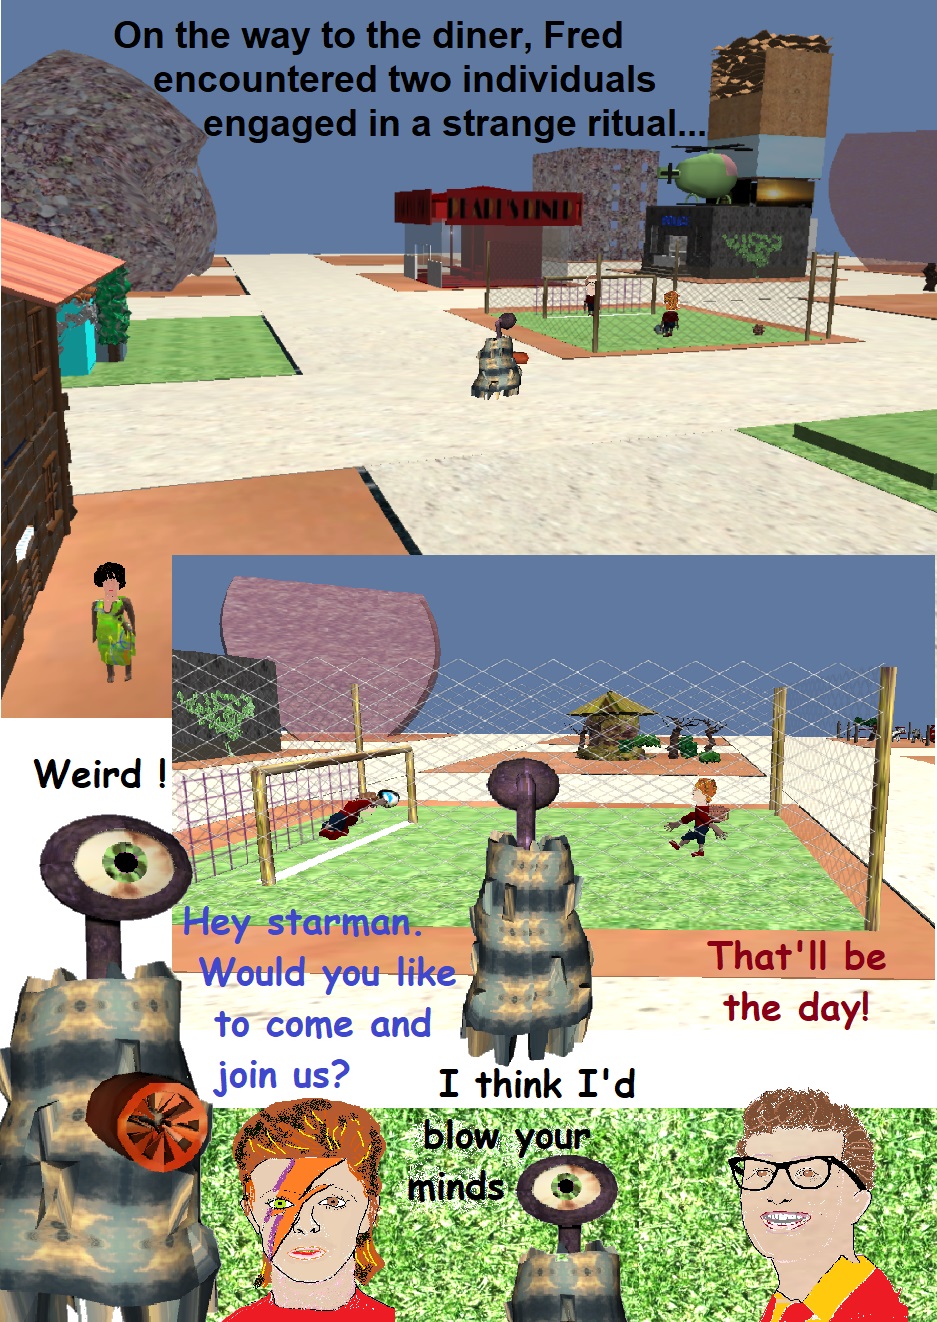 On the way to the diner, Fred
encountered two individuals
engaged in a strange ritual...
Weird !
Hey starman.
Would you like
to come and
join us?
That'll be
the day!
I think I'd
blow your
minds